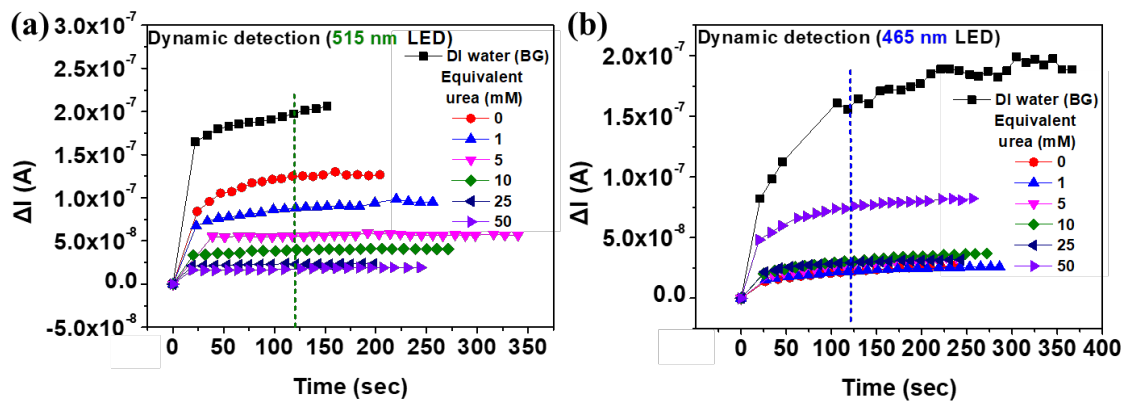 (a)
Dynamic detection (515 nm LED)
DI water (BG)
Equivalent
urea (mM)
0
1
5
10
25
50
3.0x10⁻⁷
2.5x10⁻⁷
2.0x10⁻⁷
1.5x10⁻⁷
1.0x10⁻⁷
5.0x10⁻⁸
0.0
-5.0x10⁻⁸
ΔI (A)
0 50 100 150 200 250 300 350
Time (sec)
(b)
Dynamic detection (465 nm LED)
DI water (BG)
Equivalent
urea (mM)
0
1
5
10
25
50
2.0x10⁻⁷
1.5x10⁻⁷
1.0x10⁻⁷
5.0x10⁻⁸
0.0
ΔI (A)
0 50 100 150 200 250 300 350 400
Time (sec)